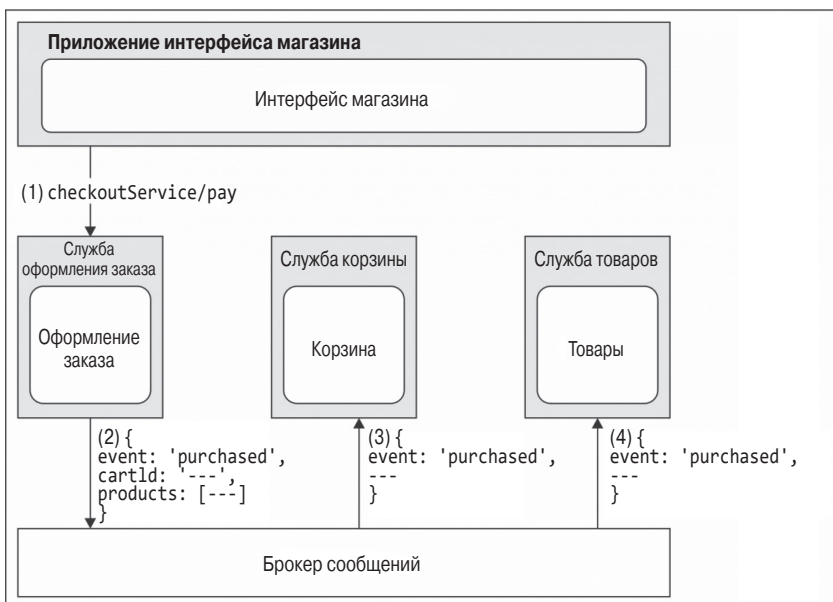 Приложение интерфейса магазина
Интерфейс магазина
(1) checkoutService/pay
Служба
оформления заказа
Оформление
заказа
Служба корзины
Корзина
Служба товаров
Товары
(2) {
event: 'purchased',
cartld: '---',
products: [---]
}
(3) {
event: 'purchased',
---
}
(4) {
event: 'purchased',
---
}
Брокер сообщений